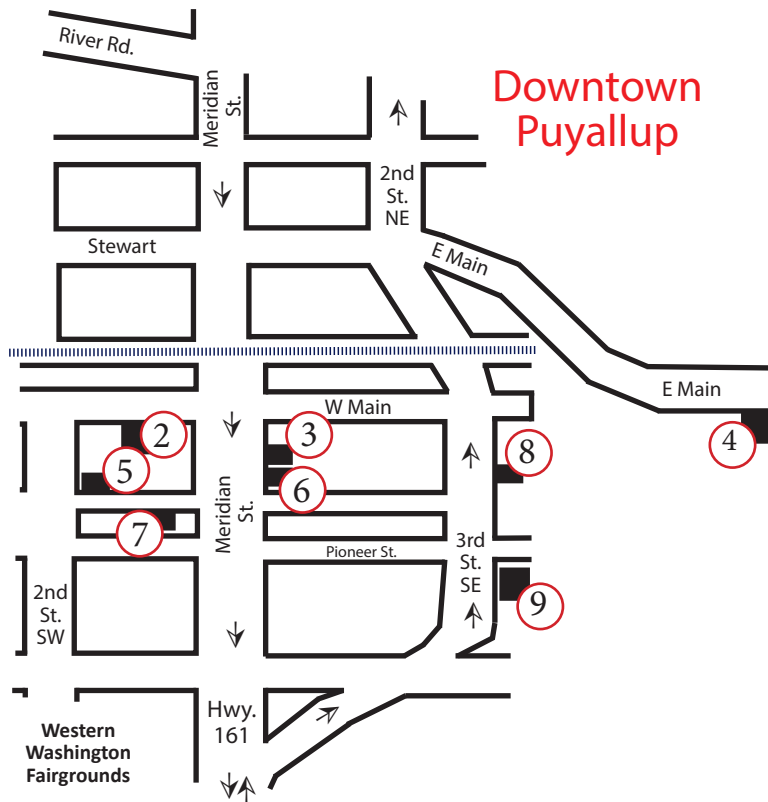 River Rd.
Meridian
St.
Downtown
Puyallup
2nd
St.
NE
Stewart
E Main
E Main
W Main
2
3
4
5
6
7
8
9
Meridian
St.
Pioneer St.
3rd
St.
SE
2nd
St.
SW
Hwy.
161
Western
Washington
Fairgrounds